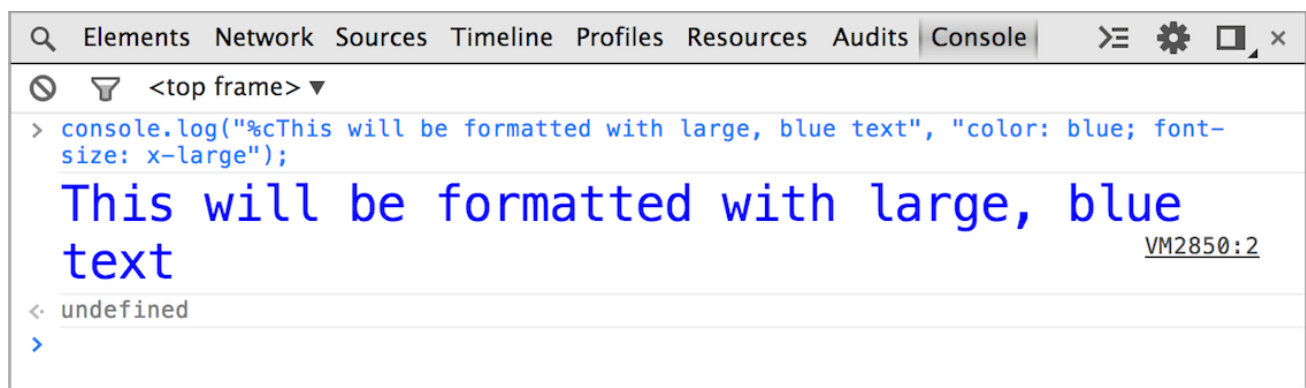 Elements Network Sources Timeline Profiles Resources Audits Console
<top frame> ▼
> console.log("%cThis will be formatted with large, blue text", "color: blue; font-
size: x-large");
This will be formatted with large, blue
text
VM2850:2
undefined
>